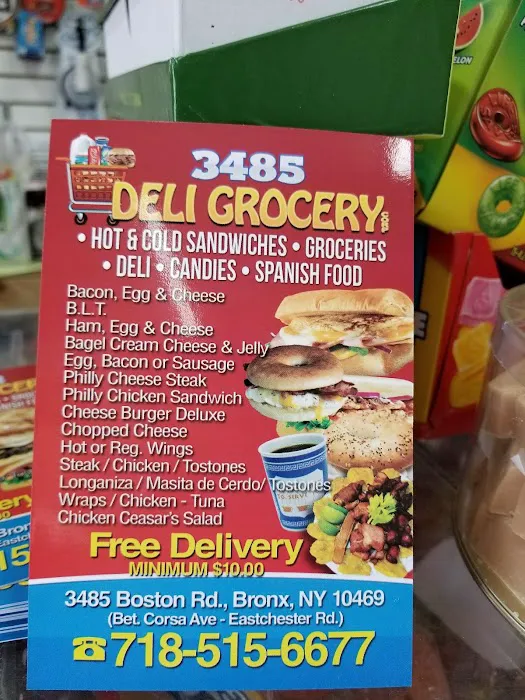 3485
DELI GROCERY CORP
• HOT & COLD SANDWICHES • GROCERIES
• DELI • CANDIES • SPANISH FOOD
Bacon, Egg & Cheese
B.L.T.
Ham, Egg & Cheese
Bagel Cream Cheese & Jelly
Egg, Bacon or Sausage
Philly Cheese Steak
Philly Chicken Sandwich
Cheese Burger Deluxe
Chopped Cheese
Hot or Reg. Wings
Steak / Chicken / Tostones
Longaniza / Masita de Cerdo/ Tostones
Wraps / Chicken - Tuna
Chicken Ceasar's Salad
Free Delivery
MINIMUM $10.00
3485 Boston Rd., Bronx, NY 10469
(Bet. Corsa Ave - Eastchester Rd.)
☎718-515-6677
ELON